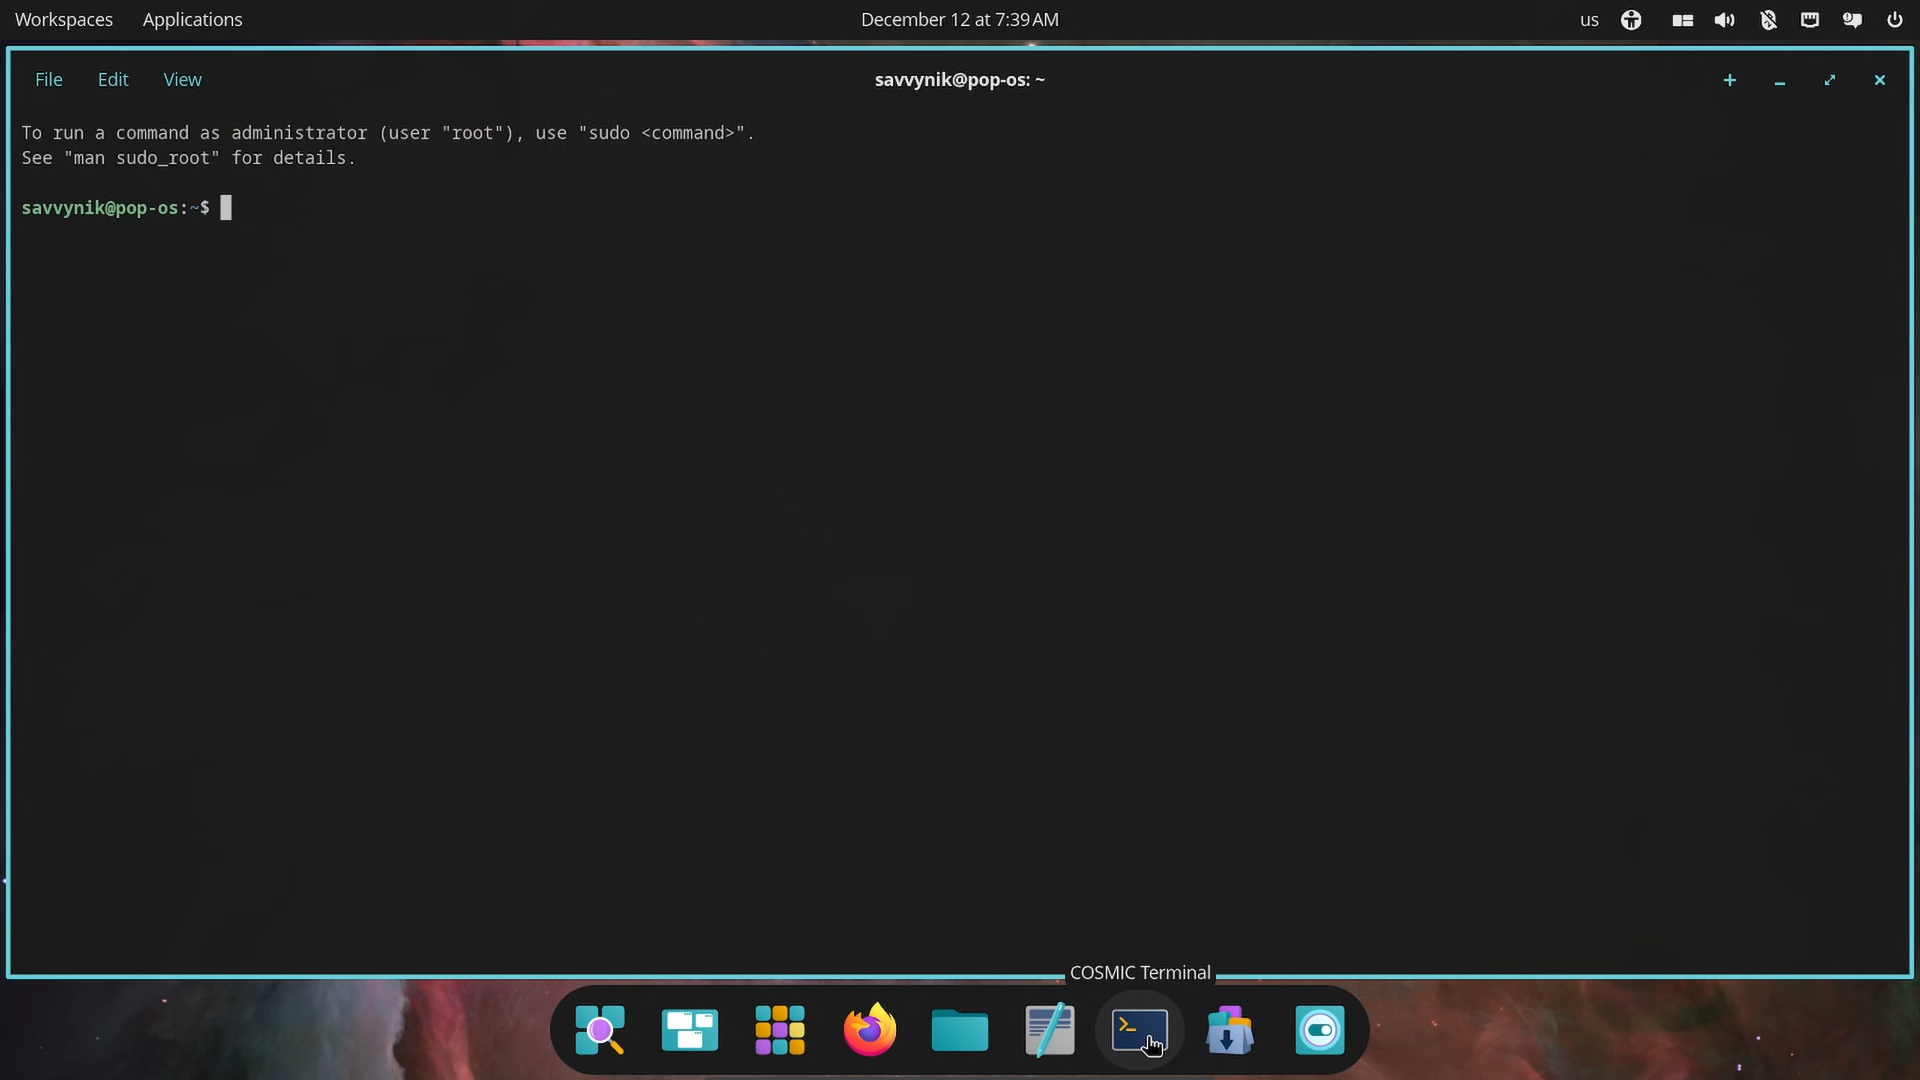 Workspaces Applications December 12 at 7:39 AM us
File Edit View savvynik@pop-os: ~
To run a command as administrator (user "root"), use "sudo <command>".
See "man sudo_root" for details.
savvynik@pop-os:~$
COSMIC Terminal